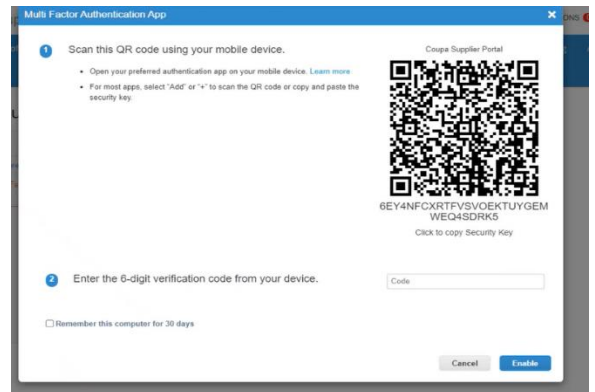 Multi Factor Authentication App
ONS
1 Scan this QR code using your mobile device.
• Open your preferred authentication app on your mobile device. Learn more
• For most apps, select "Add" or "+" to scan the QR code or copy and paste the
security key.
Coupa Supplier Portal
6EY4NFCXRTFVSVOEKTUYGEM
WEQ4SDRK5
Click to copy Security Key
2 Enter the 6-digit verification code from your device.
Code
Remember this computer for 30 days
Cancel
Enable